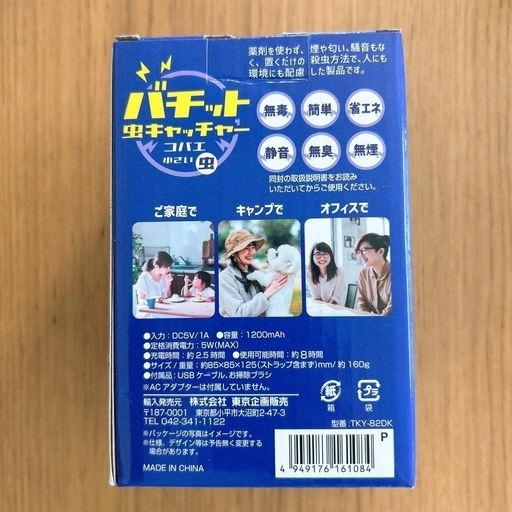 薬剤を使わず、煙や匂い、騒音もな
く、置くだけの殺虫方法で、人にも
環境にも配慮した製品です。
バチット
虫キャッチャー
コバエ
小さい虫
無毒
簡単
省エネ
静音
無臭
無煙
同封の取扱説明書をお読み
いただいてからご使用ください。
ご家庭で
キャンプで
オフィスで
●入力：DC5V/1A ●容量：1200mAh
●定格消費電力：5W(MAX)
●充電時間：約2.5時間 ●使用可能時間：約8時間
●サイズ / 重量：約85×85×125(ストラップ含まず)mm/ 約160g
●付属品：USBケーブル、お掃除ブラシ
※ACアダプターは付属していません。
輸入発売元 株式会社 東京企画販売
〒187-0001 東京都小平市大沼町2-47-3
TEL 042-341-1122
※パッケージの写真はイメージです。
※仕様、デザイン等は予告無く変更に
なる場合があります。
MADE IN CHINA
紙
箱
プラ
袋
型番:TKY-82DK
P
4 949176 161084